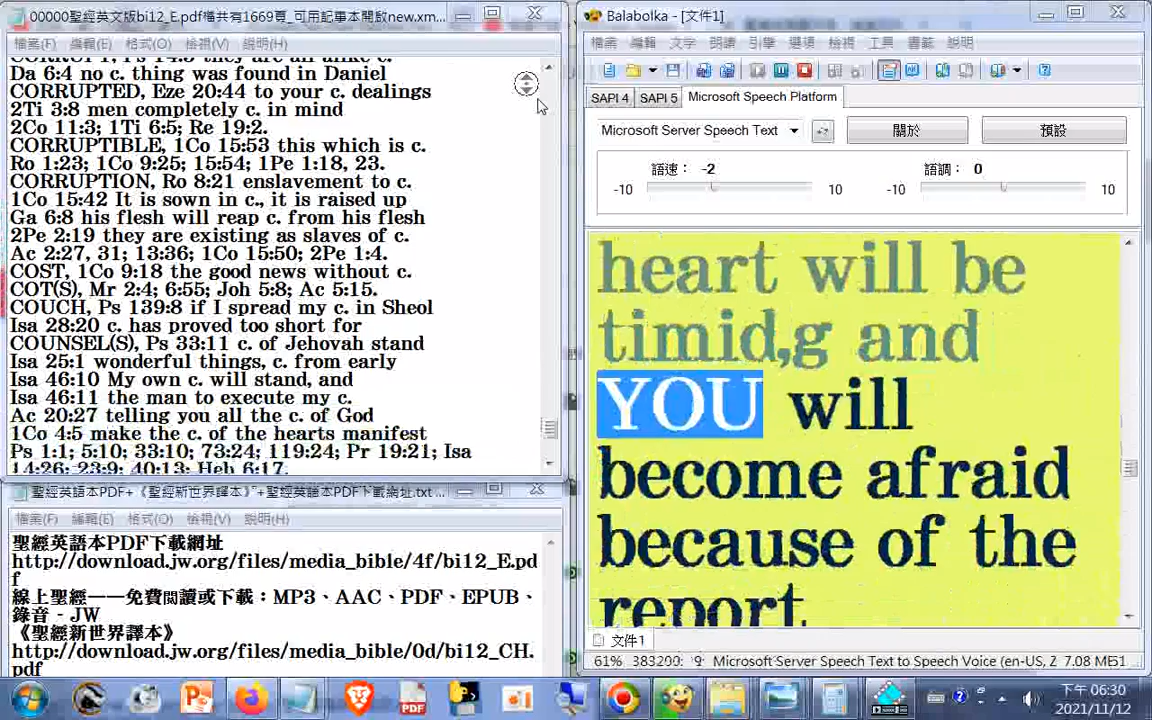 00000聖經英文版bi12_E.pdf檔共有1669頁_可用記事本開啟new.xm...
檔案(F) 編輯(E) 格式(O) 檢視(V) 說明(H)
Da 6:4 no c. thing was found in Daniel
CORRUPTED, Eze 20:44 to your c. dealings
2Ti 3:8 men completely c. in mind
2Co 11:3; 1Ti 6:5; Re 19:2.
CORRUPTIBLE, 1Co 15:53 this which is c.
Ro 1:23; 1Co 9:25; 15:54; 1Pe 1:18, 23.
CORRUPTION, Ro 8:21 enslavement to c.
1Co 15:42 It is sown in c., it is raised up
Ga 6:8 his flesh will reap c. from his flesh
2Pe 2:19 they are existing as slaves of c.
Ac 2:27, 31; 13:36; 1Co 15:50; 2Pe 1:4.
COST, 1Co 9:18 the good news without c.
COT(S), Mr 2:4; 6:55; Joh 5:8; Ac 5:15.
COUCH, Ps 139:8 if I spread my c. in Sheol
Isa 28:20 c. has proved too short for
COUNSEL(S), Ps 33:11 c. of Jehovah stand
Isa 25:1 wonderful things, c. from early
Isa 46:10 My own c. will stand, and
Isa 46:11 the man to execute my c.
Ac 20:27 telling you all the c. of God
1Co 4:5 make the c. of the hearts manifest
Ps 1:1; 5:10; 33:10; 73:24; 119:24; Pr 19:21; Isa
14:26; 23:9; 40:13; Heb 6:17.
聖經英語本PDF+《聖經新世界譯本》"+聖經英語本PDF下載網址.txt ...
檔案(F) 編輯(E) 格式(O) 檢視(V) 說明(H)
聖經英語本PDF下載網址
http://download.jw.org/files/media_bible/4f/bi12_E.pd
f
線上聖經——免費閱讀或下載：MP3、AAC、PDF、EPUB、
錄音 - JW
《聖經新世界譯本》
http://download.jw.org/files/media_bible/0d/bi12_CH.
pdf
Balabolka - [文件1]
檔案 編輯 文字 朗讀 引擎 選項 檢視 工具 書籤 說明
SAPI 4 SAPI 5 Microsoft Speech Platform
Microsoft Server Speech Text 關於 預設
語速： -2 語調： 0
-10 10 -10 10
heart will be
timid,g and
YOU will
become afraid
because of the
report
文件1
61% 383200: 9 Microsoft Server Speech Text to Speech Voice (en-US, Z 7.08 ME51
下午 06:30
2021/11/12